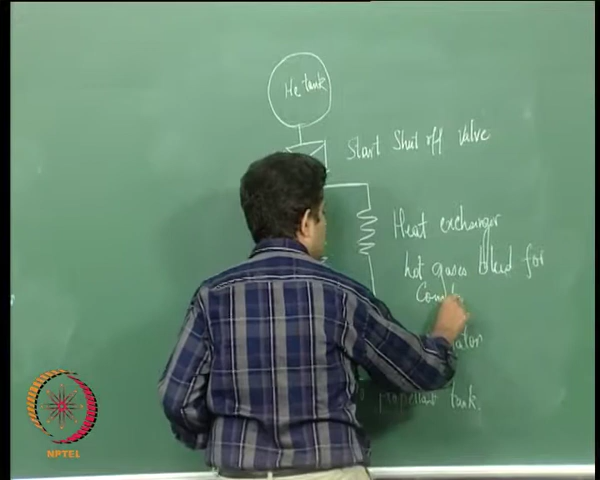 He tank
Start Shut off Valve
Heat exchanger
hot gases bled for
propellant tank.
NPTEL